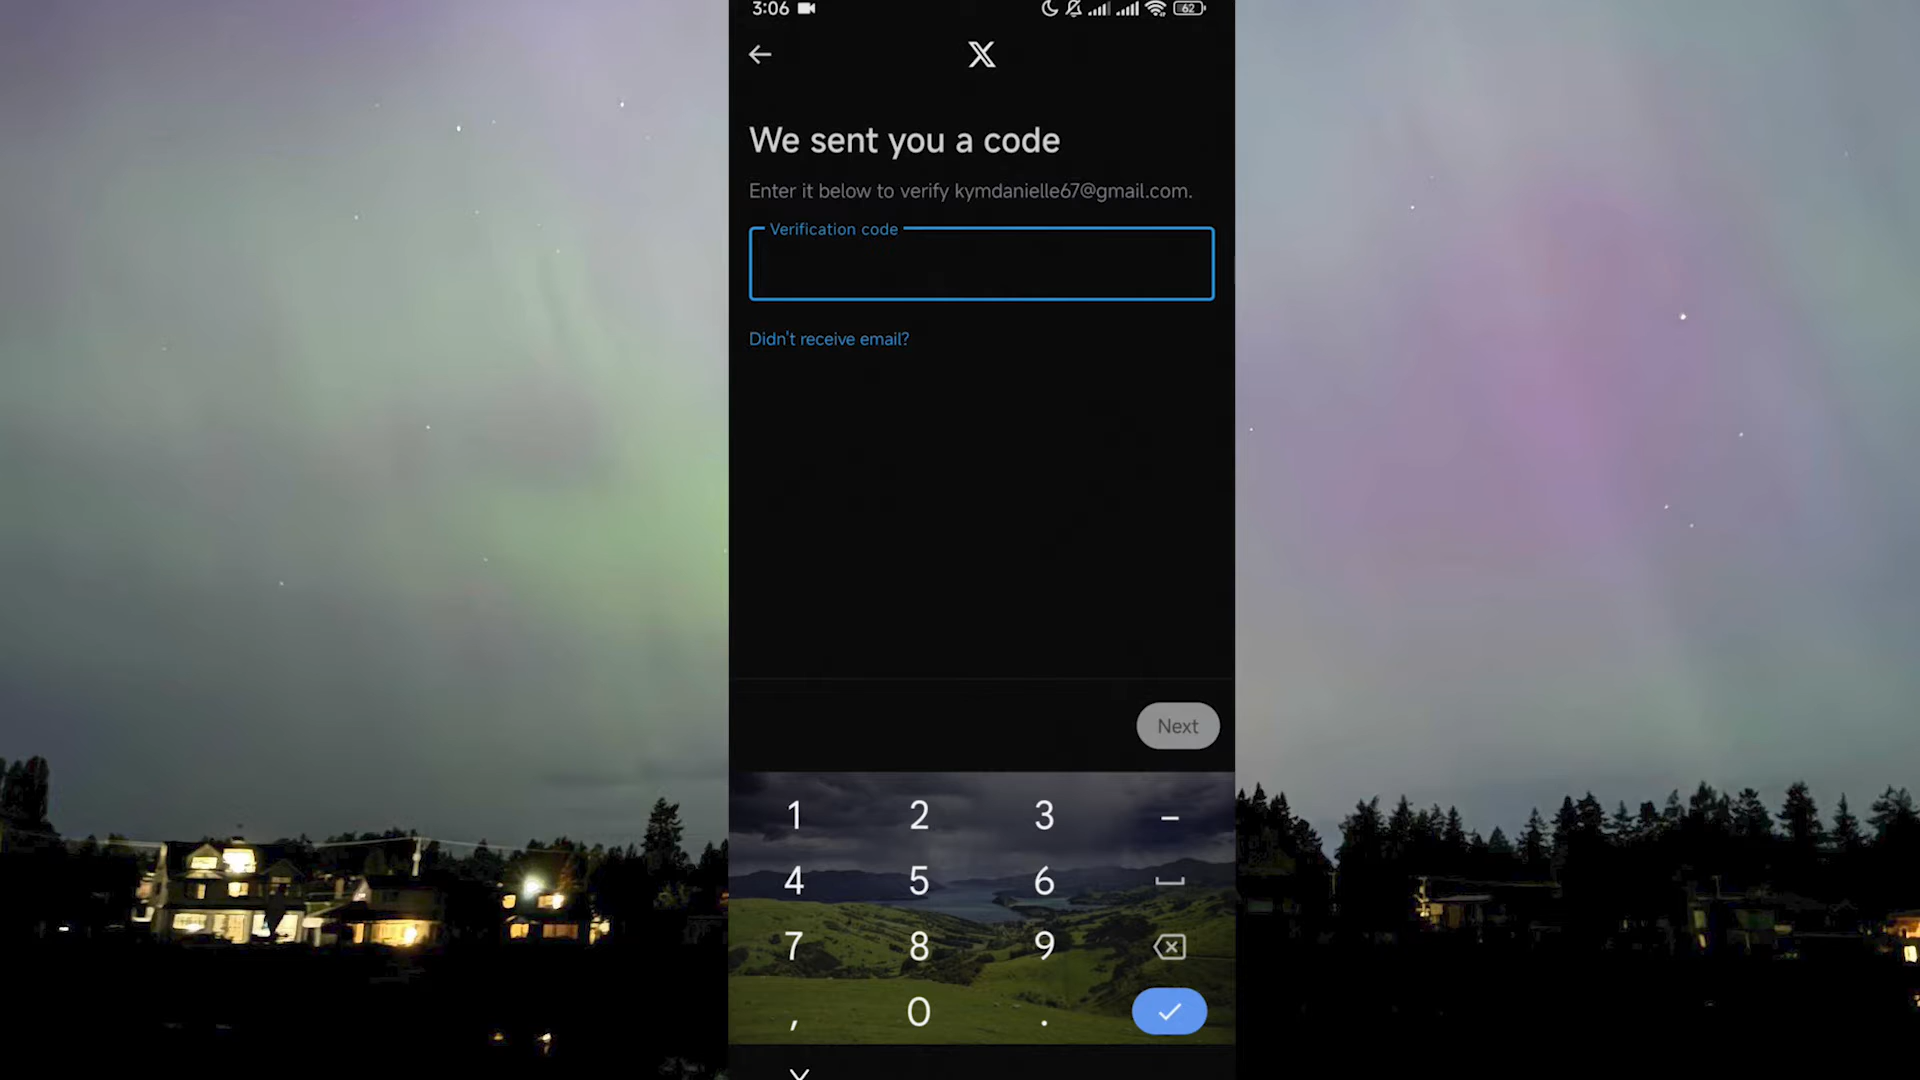 3:06
62
X
We sent you a code
Enter it below to verify kymdanielle67@gmail.com.
Verification code
Didn't receive email?
Next
1 2 3 –
4 5 6
7 8 9
, 0 .